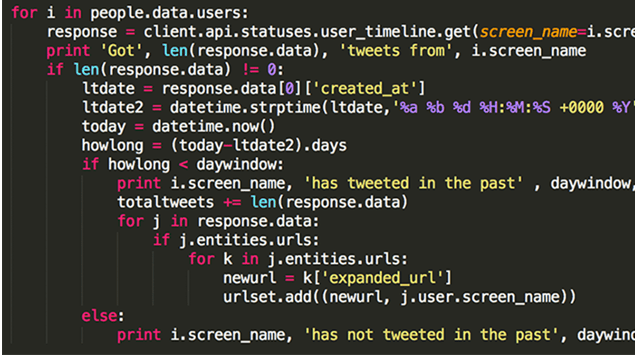 for i in people.data.users:
    response = client.api.statuses.user_timeline.get(screen_name=i.scre
    print 'Got', len(response.data), 'tweets from', i.screen_name
    if len(response.data) != 0:
        ltdate = response.data[0]['created_at']
        ltdate2 = datetime.strptime(ltdate,'%a %b %d %H:%M:%S +0000 %Y'
        today = datetime.now()
        howlong = (today-ltdate2).days
        if howlong < daywindow:
            print i.screen_name, 'has tweeted in the past' , daywindow,
            totaltweets += len(response.data)
            for j in response.data:
                if j.entities.urls:
                    for k in j.entities.urls:
                        newurl = k['expanded_url']
                        urlset.add((newurl, j.user.screen_name))
        else:
            print i.screen_name, 'has not tweeted in the past', daywind